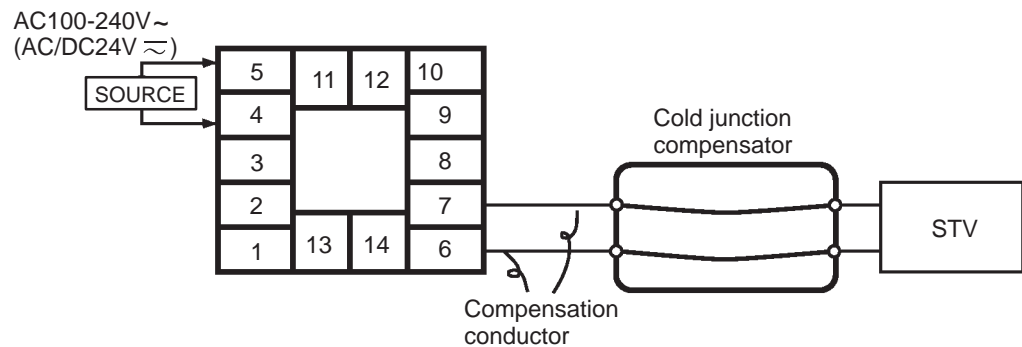 AC100-240V~
(AC/DC24V ⎓)
SOURCE
5
11
12
10
4
9
3
8
2
7
1
13
14
6
Cold junction
compensator
STV
Compensation
conductor